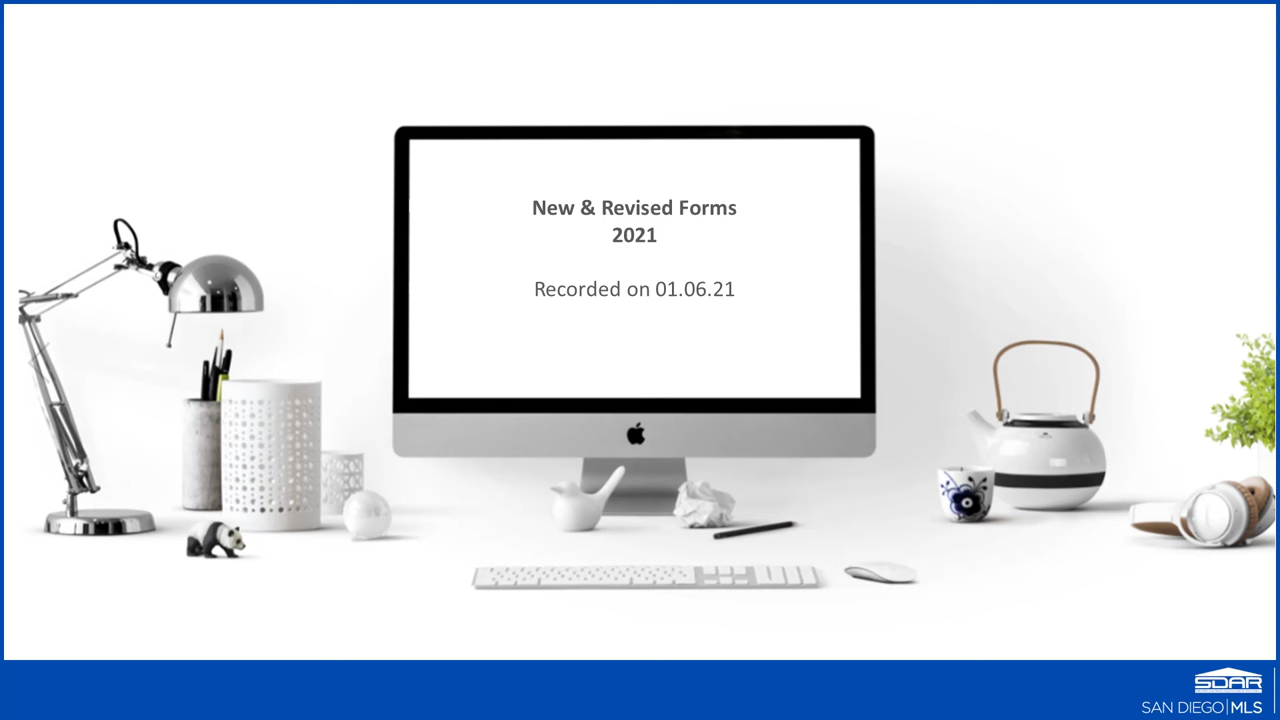 New & Revised Forms
2021
Recorded on 01.06.21
SDAR
SAN DIEGO|MLS